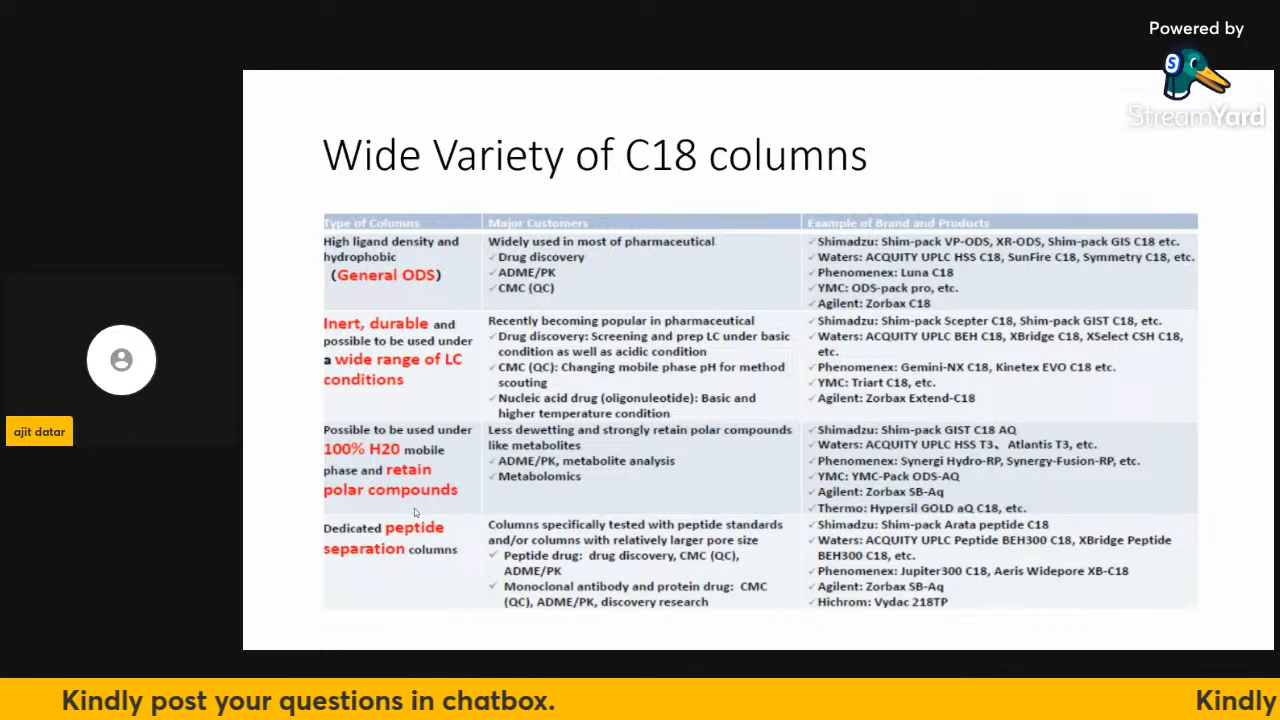 Powered by
StreamYard
Wide Variety of C18 columns
Type of Columns
Major Customers
Example of Brand and Products
High ligand density and
hydrophobic
(General ODS)
Widely used in most of pharmaceutical
✓Drug discovery
✓ADME/PK
✓CMC (QC)
✓Shimadzu: Shim-pack VP-ODS, XR-ODS, Shim-pack GIS C18 etc.
✓Waters: ACQUITY UPLC HSS C18, SunFire C18, Symmetry C18, etc.
✓Phenomenex: Luna C18
✓YMC: ODS-pack pro, etc.
✓Agilent: Zorbax C18
Inert, durable and
possible to be used under
a wide range of LC
conditions
Recently becoming popular in pharmaceutical
✓Drug discovery: Screening and prep LC under basic
condition as well as acidic condition
✓CMC (QC): Changing mobile phase pH for method
scouting
✓Nucleic acid drug (oligonuleotide): Basic and
higher temperature condition
✓Shimadzu: Shim-pack Scepter C18, Shim-pack GIST C18, etc.
✓Waters: ACQUITY UPLC BEH C18, XBridge C18, XSelect CSH C18,
etc.
✓Phenomenex: Gemini-NX C18, Kinetex EVO C18 etc.
✓YMC: Triart C18, etc.
✓Agilent: Zorbax Extend-C18
Possible to be used under
100% H20 mobile
phase and retain
polar compounds
Less dewetting and strongly retain polar compounds
like metabolites
✓ADME/PK, metabolite analysis
✓Metabolomics
✓Shimadzu: Shim-pack GIST C18 AQ
✓Waters: ACQUITY UPLC HSS T3、Atlantis T3, etc.
✓Phenomenex: Synergi Hydro-RP, Synergy-Fusion-RP, etc.
✓YMC: YMC-Pack ODS-AQ
✓Agilent: Zorbax SB-Aq
✓Thermo: Hypersil GOLD aQ C18, etc.
Dedicated peptide
separation columns
Columns specifically tested with peptide standards
and/or columns with relatively larger pore size
✓ Peptide drug: drug discovery, CMC (QC),
ADME/PK
✓ Monoclonal antibody and protein drug: CMC
(QC), ADME/PK, discovery research
✓Shimadzu: Shim-pack Arata peptide C18
✓Waters: ACQUITY UPLC Peptide BEH300 C18, XBridge Peptide
BEH300 C18, etc.
✓Phenomenex: Jupiter300 C18, Aeris Widepore XB-C18
✓Agilent: Zorbax SB-Aq
✓Hichrom: Vydac 218TP
ajit datar
Kindly post your questions in chatbox.
Kindly